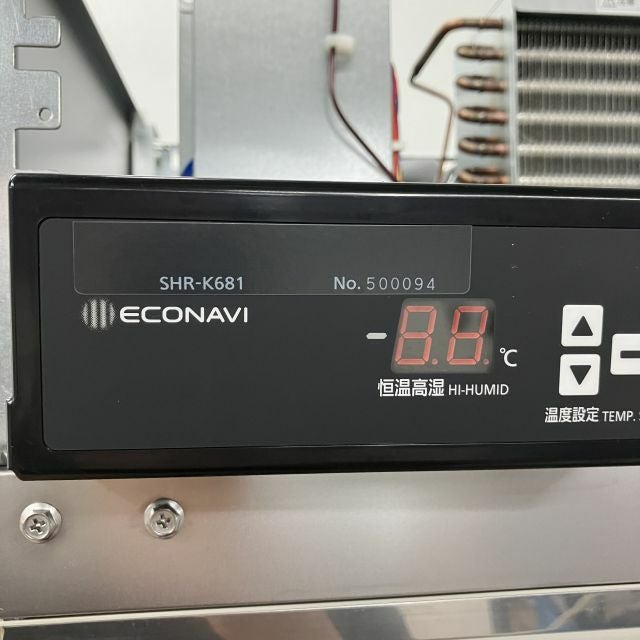 SHR-K681 No. 500094
ECONAVI
-8.8. ℃
恒温高湿 HI-HUMID
温度設定 TEMP.